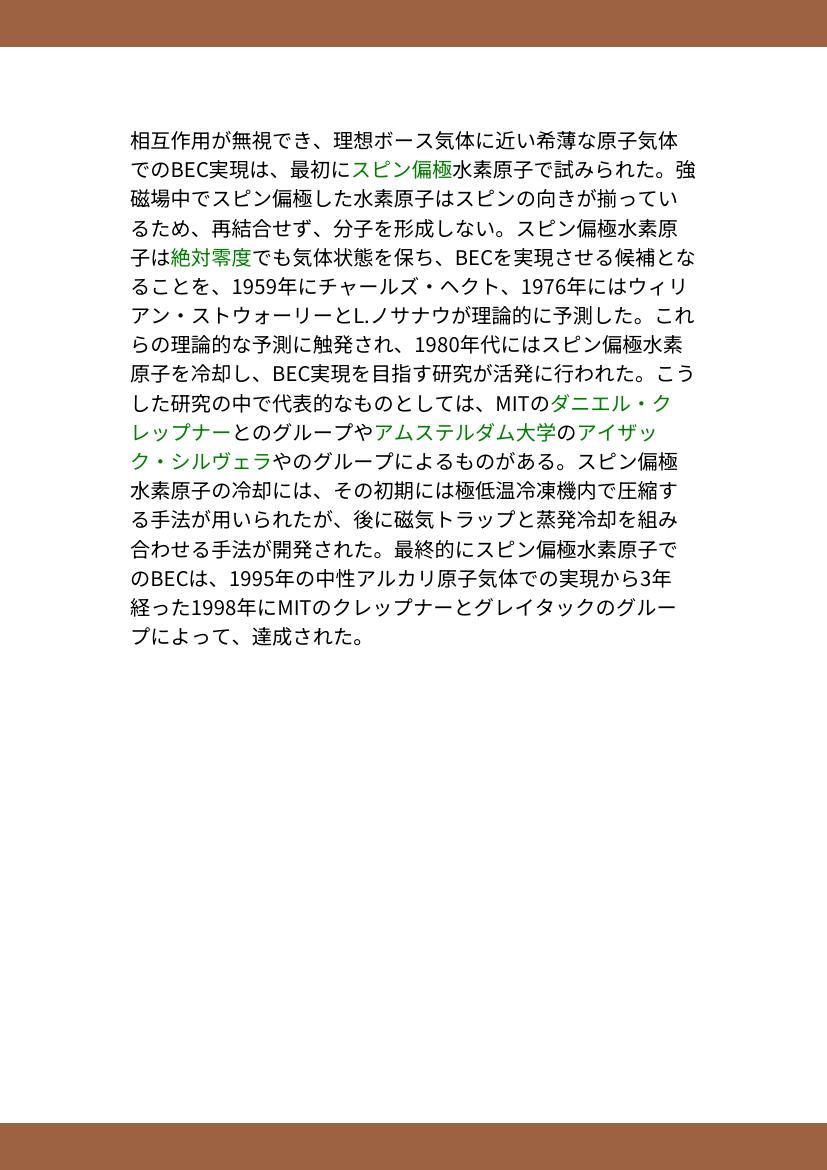 相互作用が無視でき、理想ボース気体に近い希薄な原子気体
でのBEC実現は、最初にスピン偏極水素原子で試みられた。強
磁場中でスピン偏極した水素原子はスピンの向きが揃ってい
るため、再結合せず、分子を形成しない。スピン偏極水素原
子は絶対零度でも気体状態を保ち、BECを実現させる候補とな
ることを、1959年にチャールズ・ヘクト、1976年にはウィリ
アン・ストウォーリーとL.ノサナウが理論的に予測した。これ
らの理論的な予測に触発され、1980年代にはスピン偏極水素
原子を冷却し、BEC実現を目指す研究が活発に行われた。こう
した研究の中で代表的なものとしては、MITのダニエル・ク
レップナーとのグループやアムステルダム大学のアイザッ
ク・シルヴェラやのグループによるものがある。スピン偏極
水素原子の冷却には、その初期には極低温冷凍機内で圧縮す
る手法が用いられたが、後に磁気トラップと蒸発冷却を組み
合わせる手法が開発された。最終的にスピン偏極水素原子で
のBECは、1995年の中性アルカリ原子気体での実現から3年
経った1998年にMITのクレップナーとグレイタックのグルー
プによって、達成された。